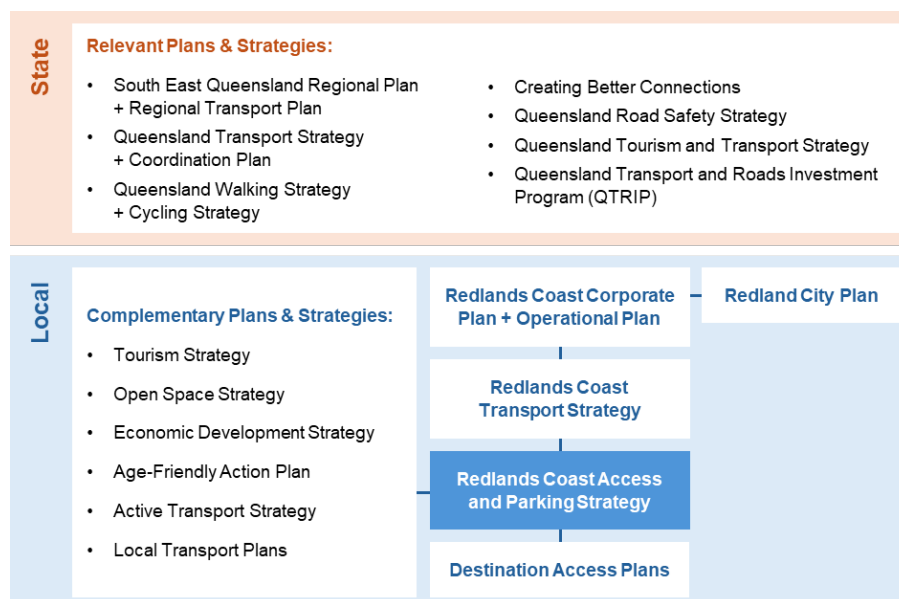 State
Relevant Plans & Strategies:
• South East Queensland Regional Plan
+ Regional Transport Plan
• Queensland Transport Strategy
+ Coordination Plan
• Queensland Walking Strategy
+ Cycling Strategy
• Creating Better Connections
• Queensland Road Safety Strategy
• Queensland Tourism and Transport Strategy
• Queensland Transport and Roads Investment
Program (QTRIP)
Local
Complementary Plans & Strategies:
• Tourism Strategy
• Open Space Strategy
• Economic Development Strategy
• Age-Friendly Action Plan
• Active Transport Strategy
• Local Transport Plans
Redlands Coast Corporate
Plan + Operational Plan
Redland City Plan
Redlands Coast
Transport Strategy
Redlands Coast Access
and Parking Strategy
Destination Access Plans